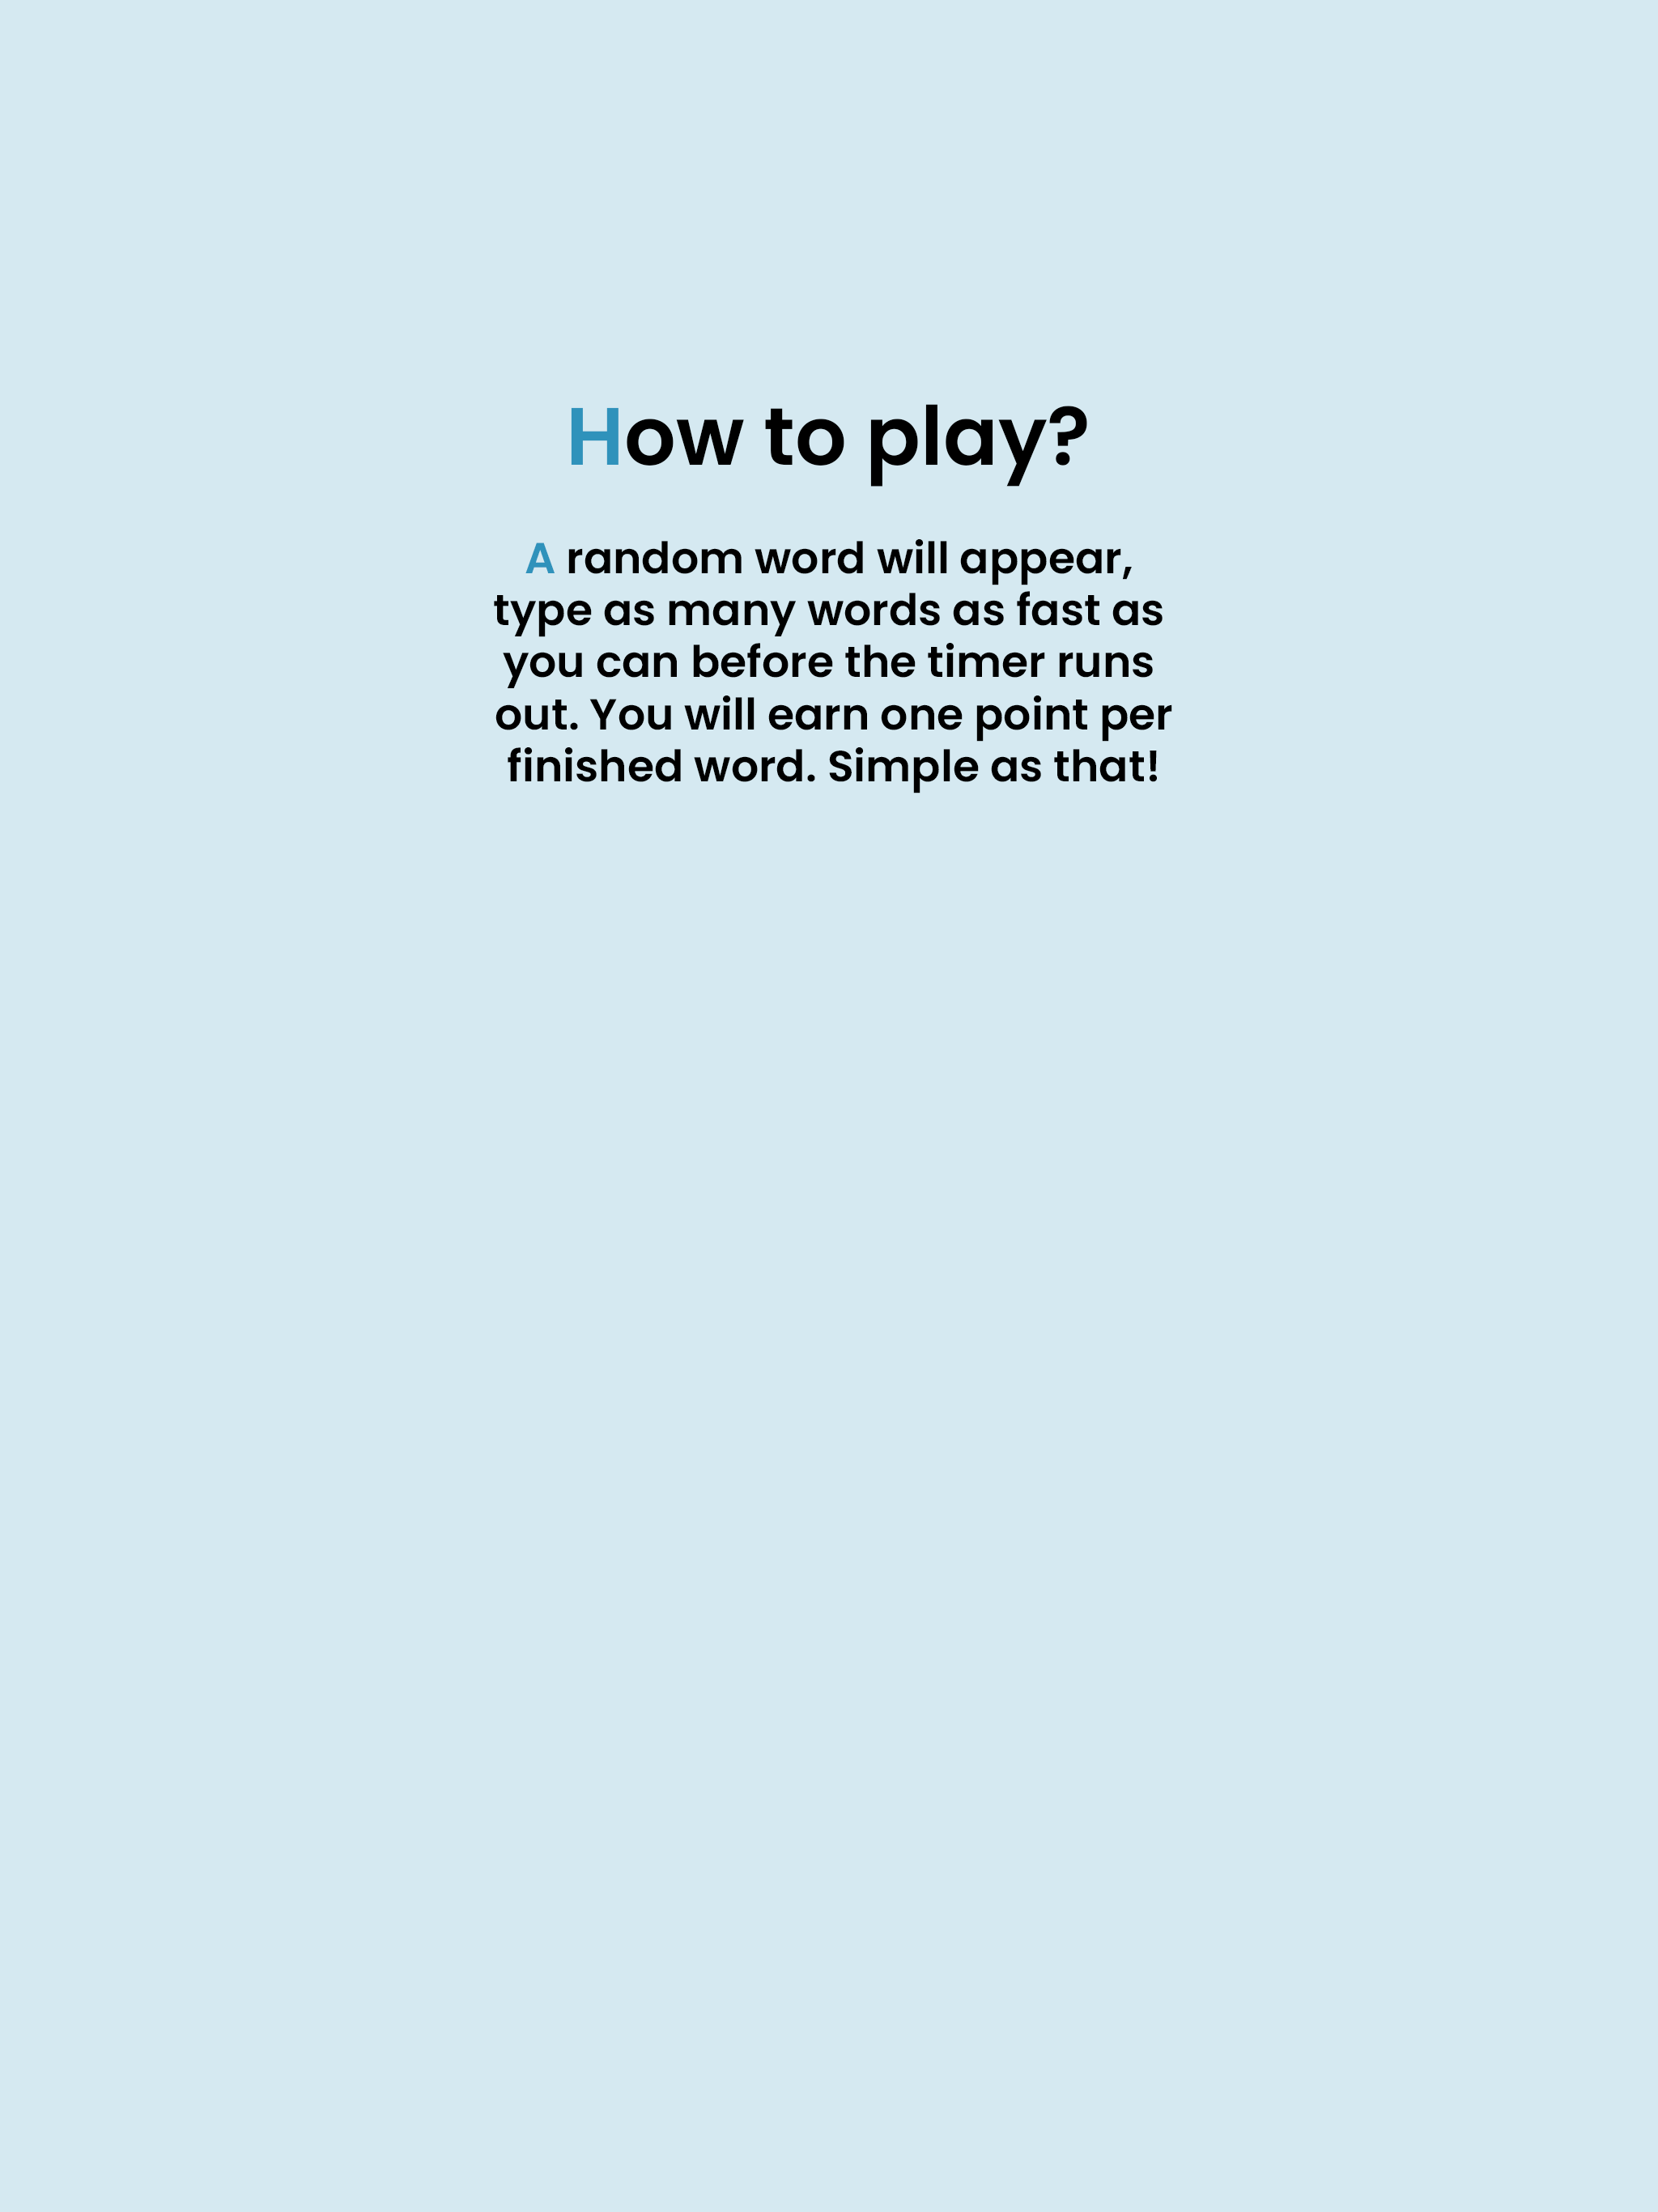 How to play?
A random word will appear,
type as many words as fast as
you can before the timer runs
out. You will earn one point per
finished word. Simple as that!